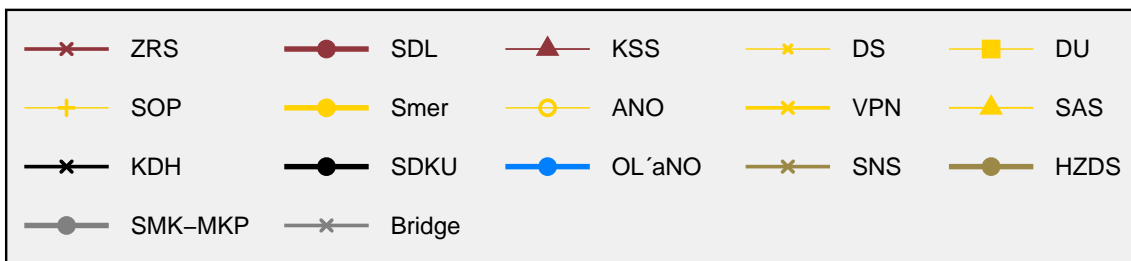 ZRS SDL KSS DS DU
SOP Smer ANO VPN SAS
KDH SDKU OL´aNO SNS HZDS
SMK−MKP Bridge